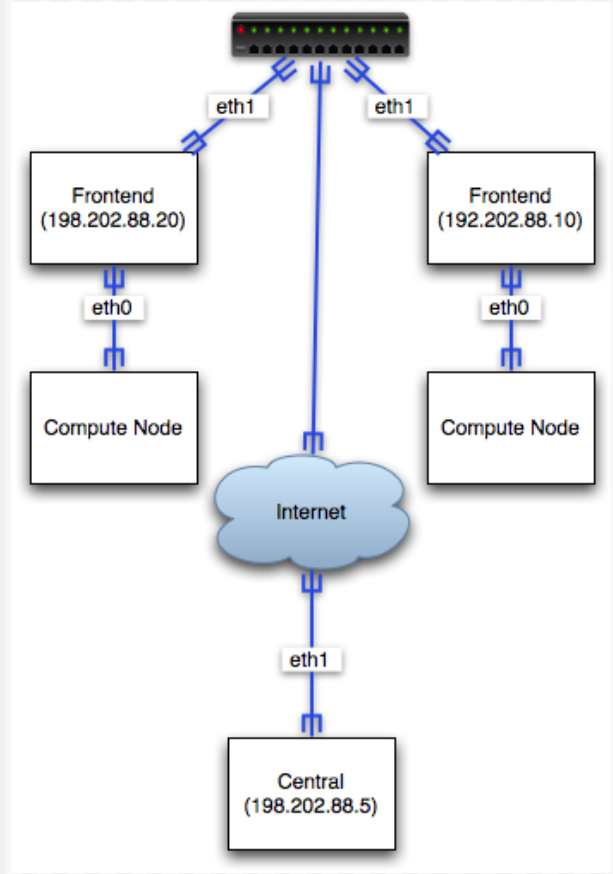 eth1
eth1
Frontend
(198.202.88.20)
Frontend
(192.202.88.10)
eth0
eth0
Compute Node
Compute Node
Internet
eth1
Central
(198.202.88.5)